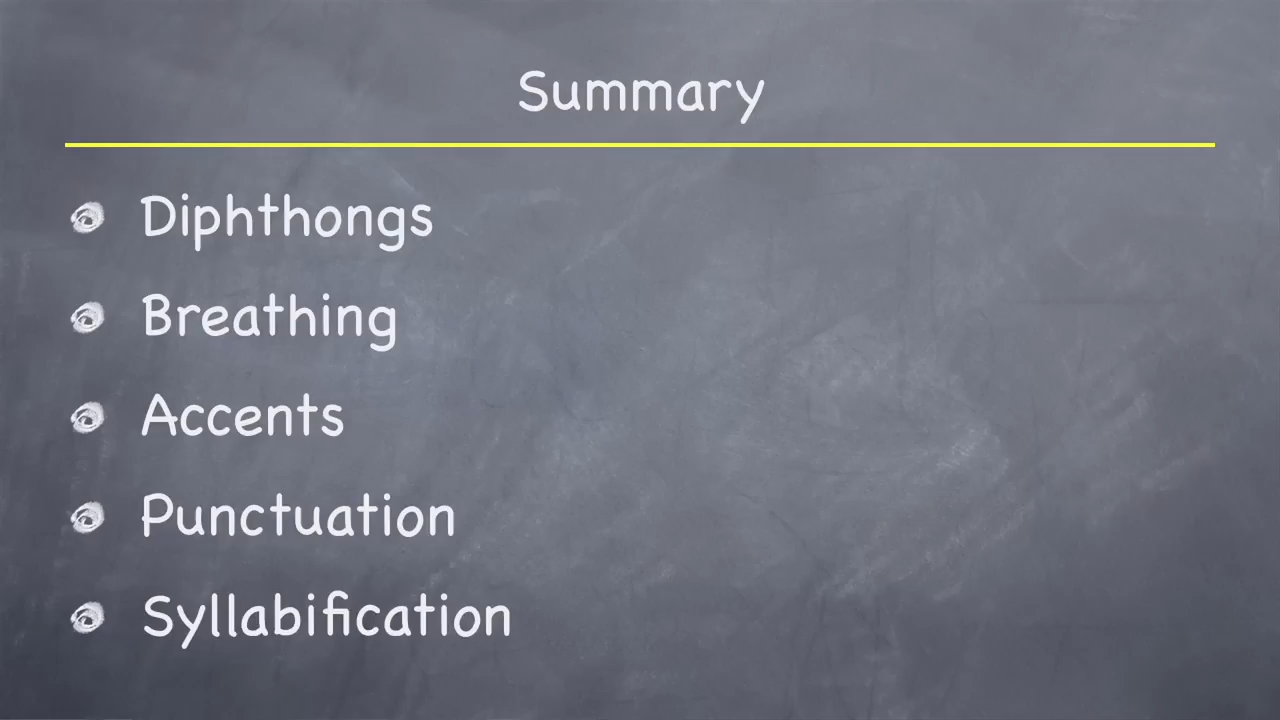 Summary
Diphthongs
Breathing
Accents
Punctuation
Syllabification